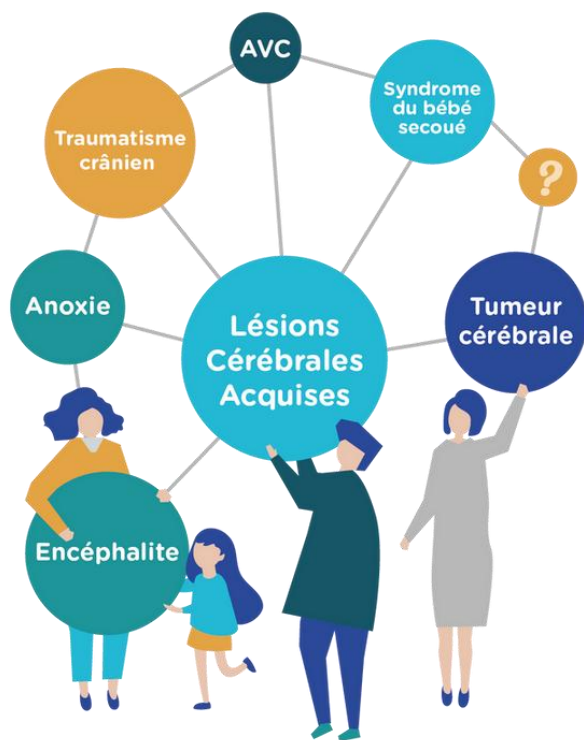 AVC
Syndrome
du bébé
secoué
Traumatisme
crânien
?
Anoxie
Lésions
Cérébrales
Acquises
Tumeur
cérébrale
Encéphalite